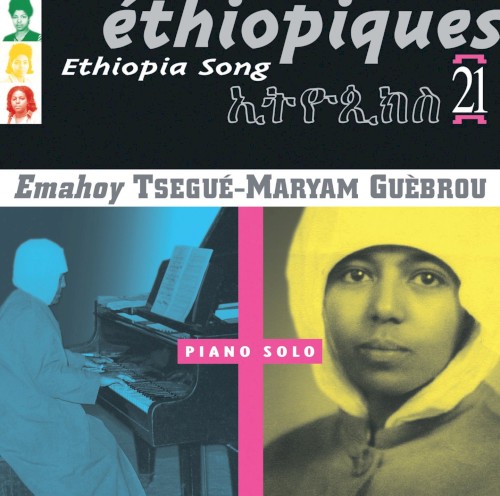 éthiopiques
Ethiopia Song
ኢትዮጲክስ
21
Emahoy TSEGUÉ-MARYAM GUÈBROU
PIANO SOLO